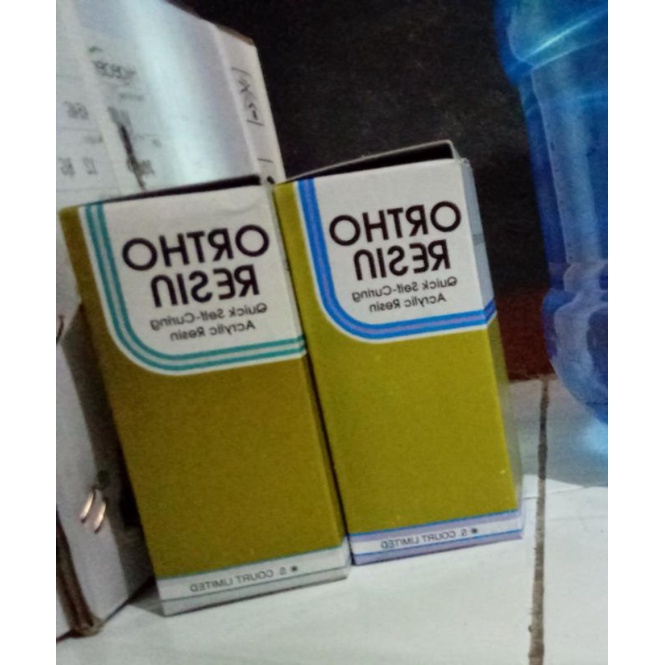 ORTHO
RESIN
Quick Self-Curing
Acrylic Resin
S. COURT LIMITED
ORTHO
RESIN
Quick Self-Curing
Acrylic Resin
S. COURT LIMITED